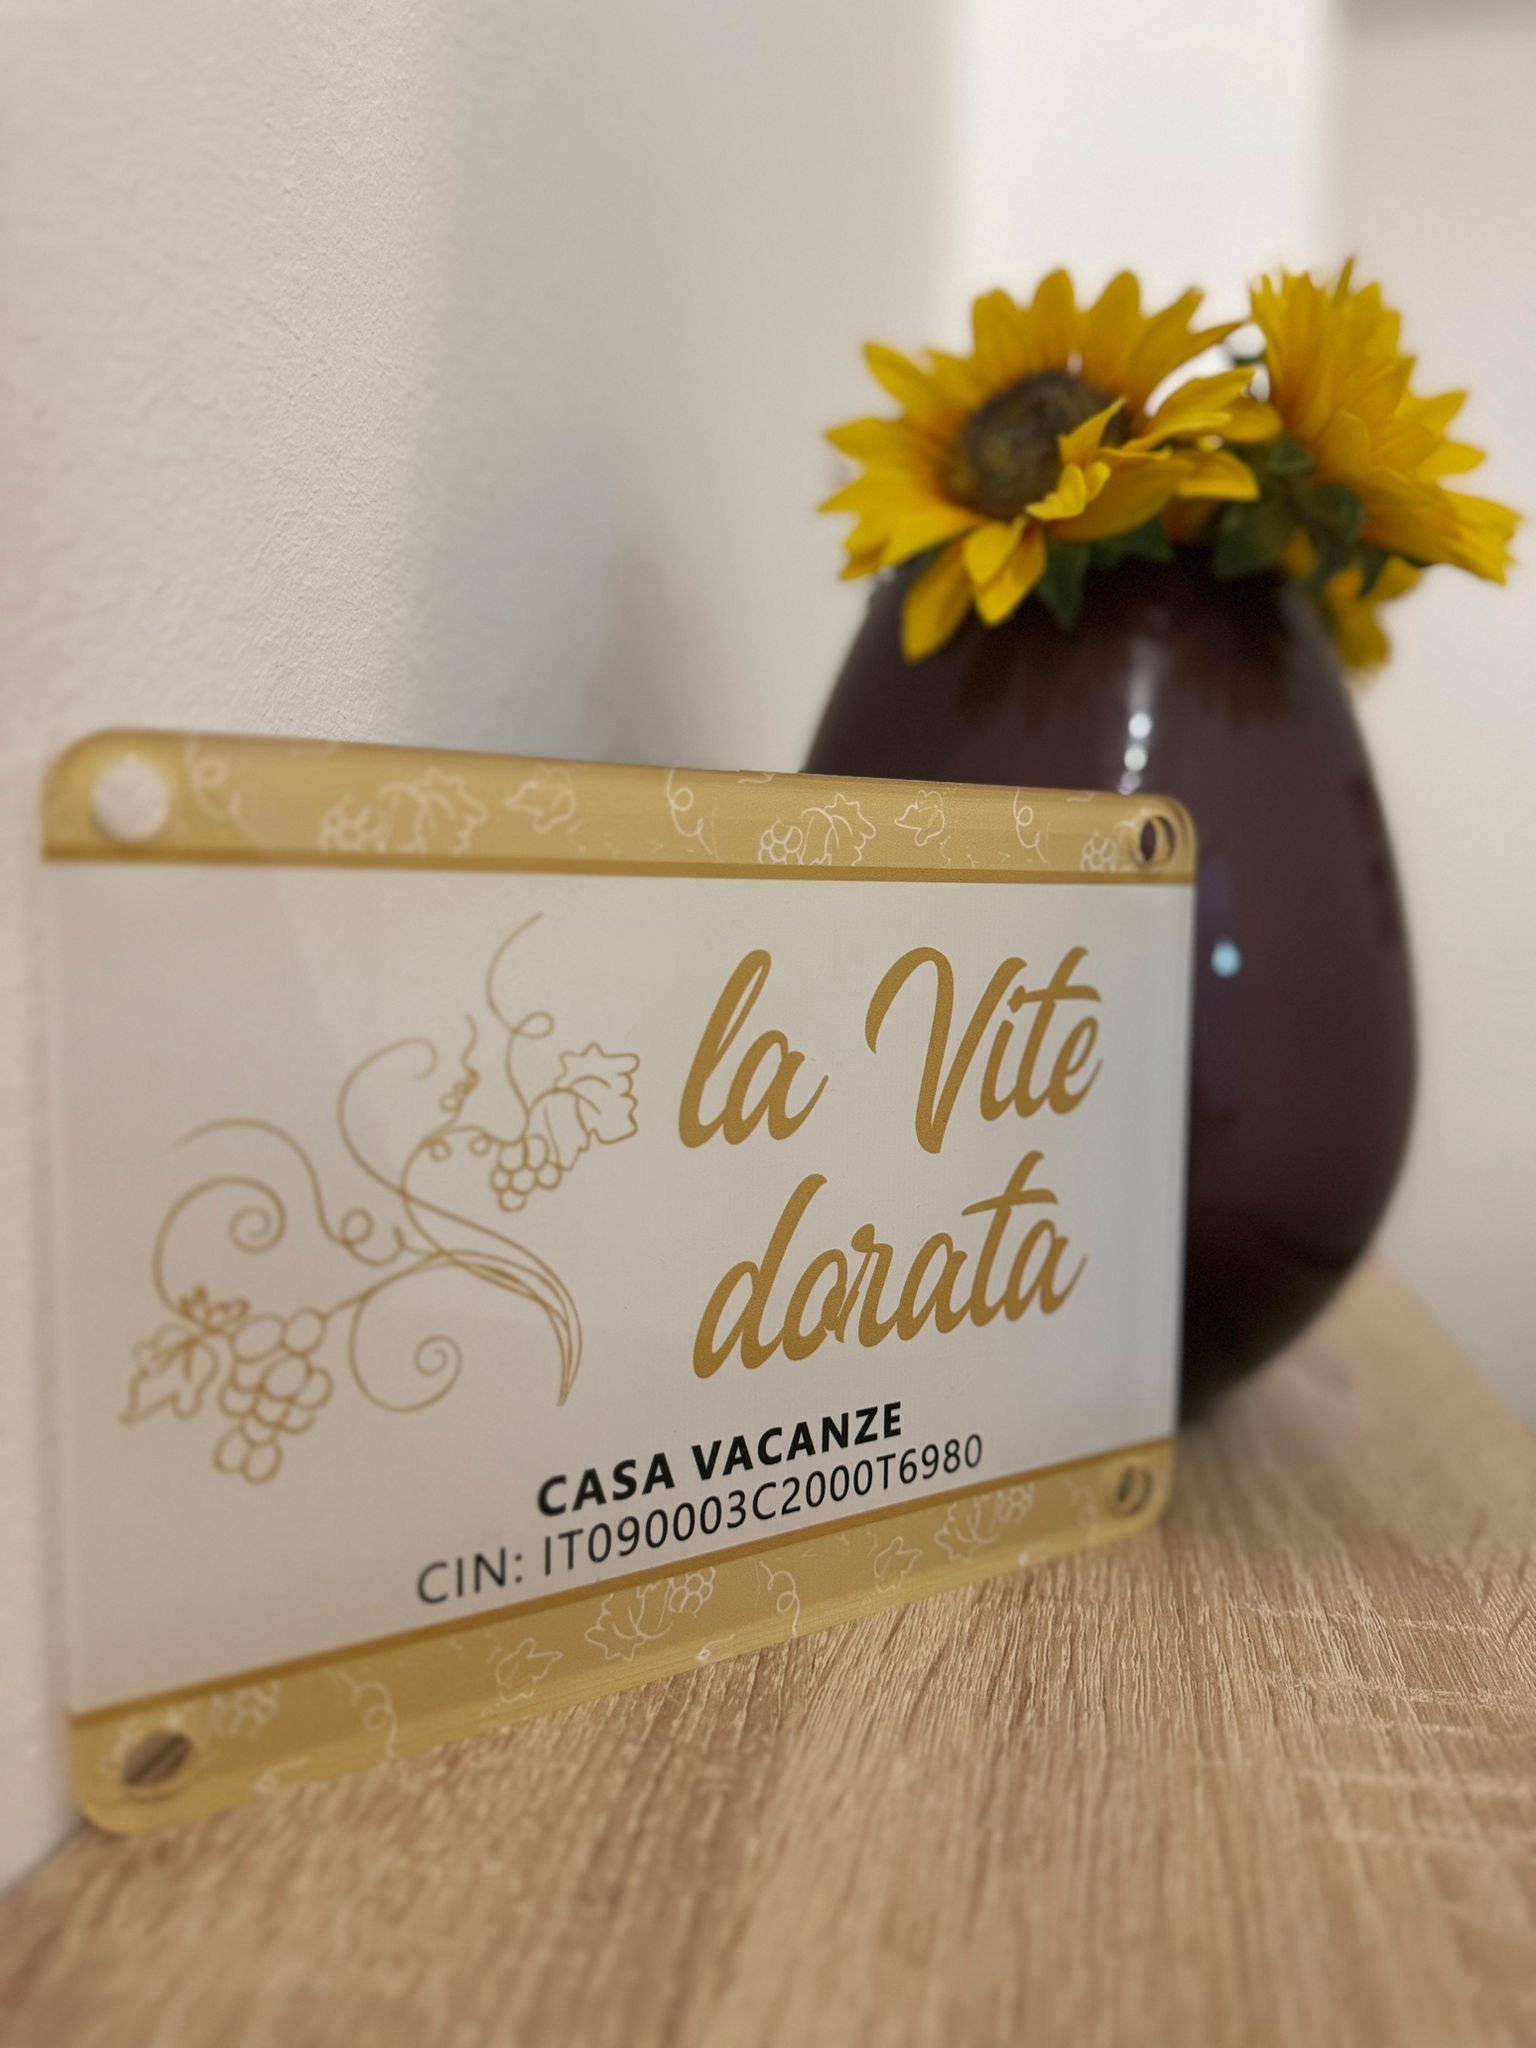 la Vite
dorata
CASA VACANZE
CIN: IT090003C2000T6980